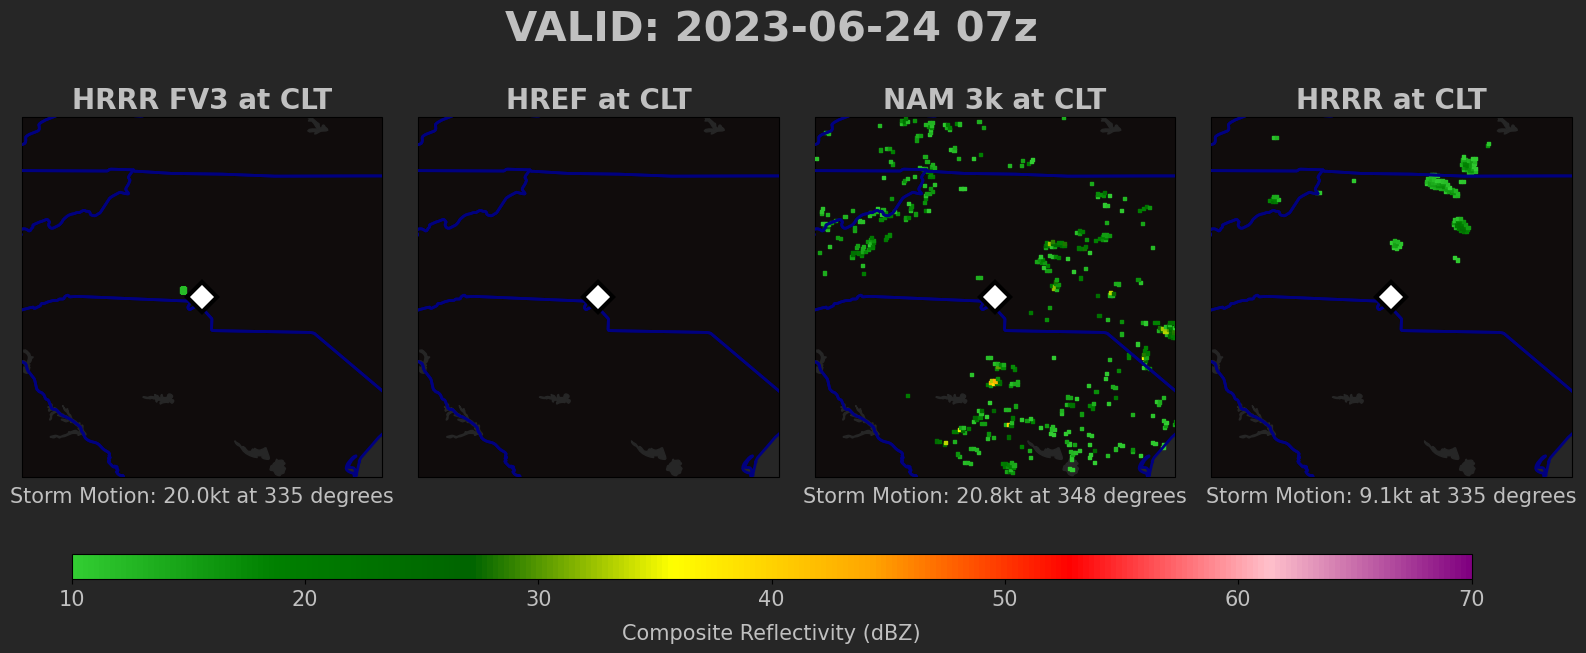 VALID: 2023-06-24 07z
HRRR FV3 at CLT
HREF at CLT
NAM 3k at CLT
HRRR at CLT
Storm Motion: 20.0kt at 335 degrees
Storm Motion: 20.8kt at 348 degrees
Storm Motion: 9.1kt at 335 degrees
10 20 30 40 50 60 70
Composite Reflectivity (dBZ)